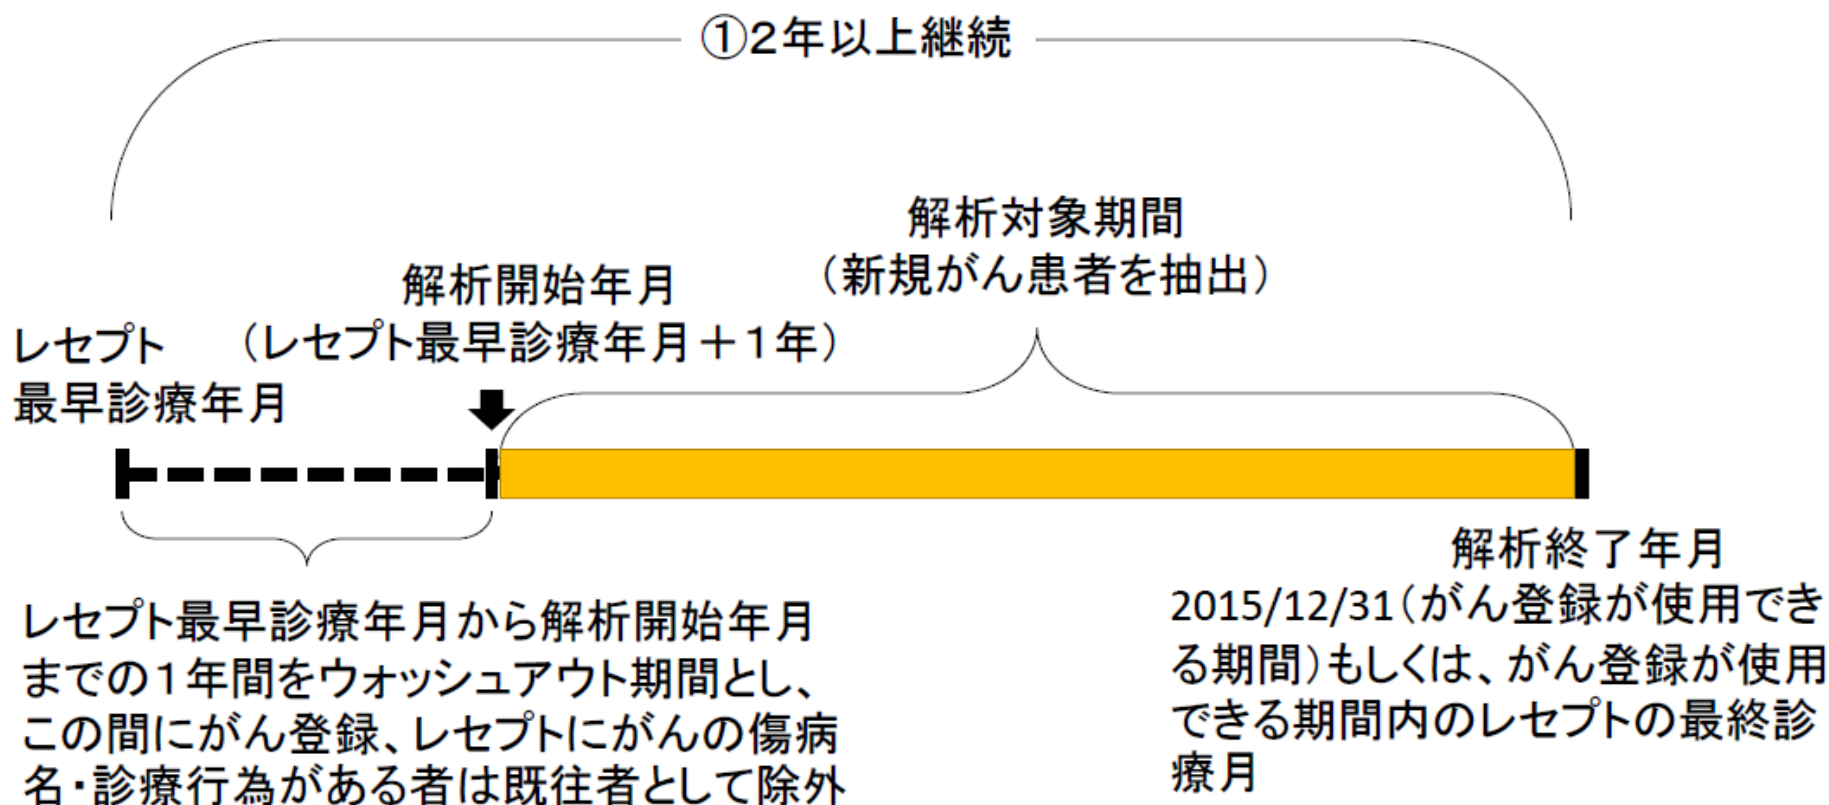 ①2年以上継続
解析対象期間
（新規がん患者を抽出）
解析開始年月
（レセプト最早診療年月＋１年）
レセプト
最早診療年月
レセプト最早診療年月から解析開始年月
までの１年間をウォッシュアウト期間とし、
この間にがん登録、レセプトにがんの傷病
名・診療行為がある者は既往者として除外
解析終了年月
2015/12/31（がん登録が使用でき
る期間）もしくは、がん登録が使用
できる期間内のレセプトの最終診
療月